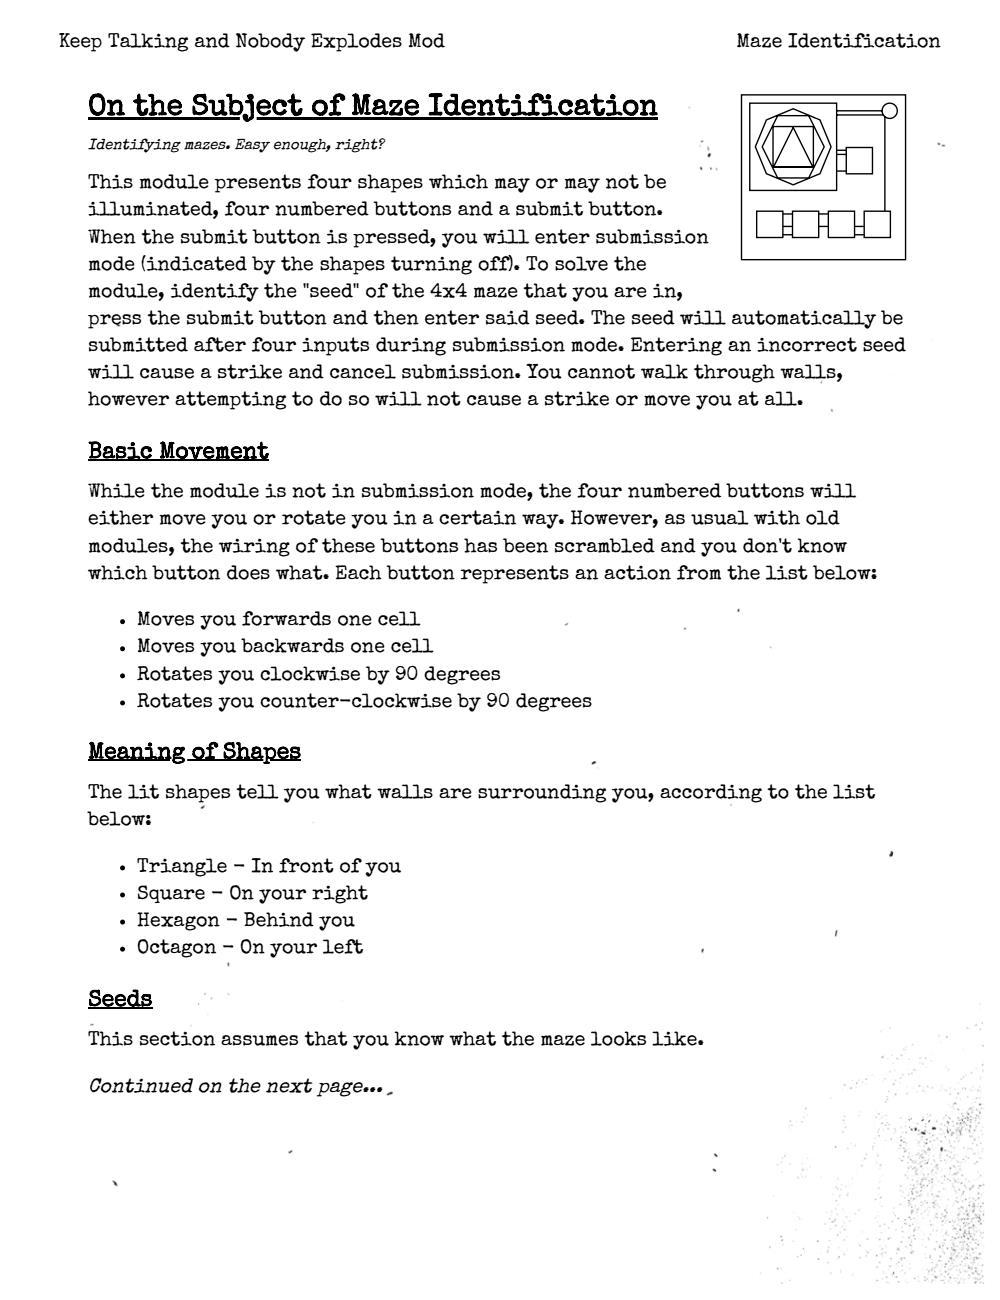 Keep Talking and Nobody Explodes Mod
Maze Identification
On the Subject of Maze Identification
Identifying mazes. Easy enough, right?
This module presents four shapes which may or may not be
illuminated, four numbered buttons and a submit button.
When the submit button is pressed, you will enter submission
mode (indicated by the shapes turning off). To solve the
module, identify the "seed" of the 4x4 maze that you are in,
press the submit button and then enter said seed. The seed will automatically be
submitted after four inputs during submission mode. Entering an incorrect seed
will cause a strike and cancel submission. You cannot walk through walls,
however attempting to do so will not cause a strike or move you at all.
Basic Movement
While the module is not in submission mode, the four numbered buttons will
either move you or rotate you in a certain way. However, as usual with old
modules, the wiring of these buttons has been scrambled and you don't know
which button does what. Each button represents an action from the list below:
• Moves you forwards one cell
• Moves you backwards one cell
• Rotates you clockwise by 90 degrees
• Rotates you counter-clockwise by 90 degrees
Meaning of Shapes
The lit shapes tell you what walls are surrounding you, according to the list
below:
• Triangle - In front of you
• Square - On your right
• Hexagon - Behind you
• Octagon - On your left
Seeds
This section assumes that you know what the maze looks like.
Continued on the next page...